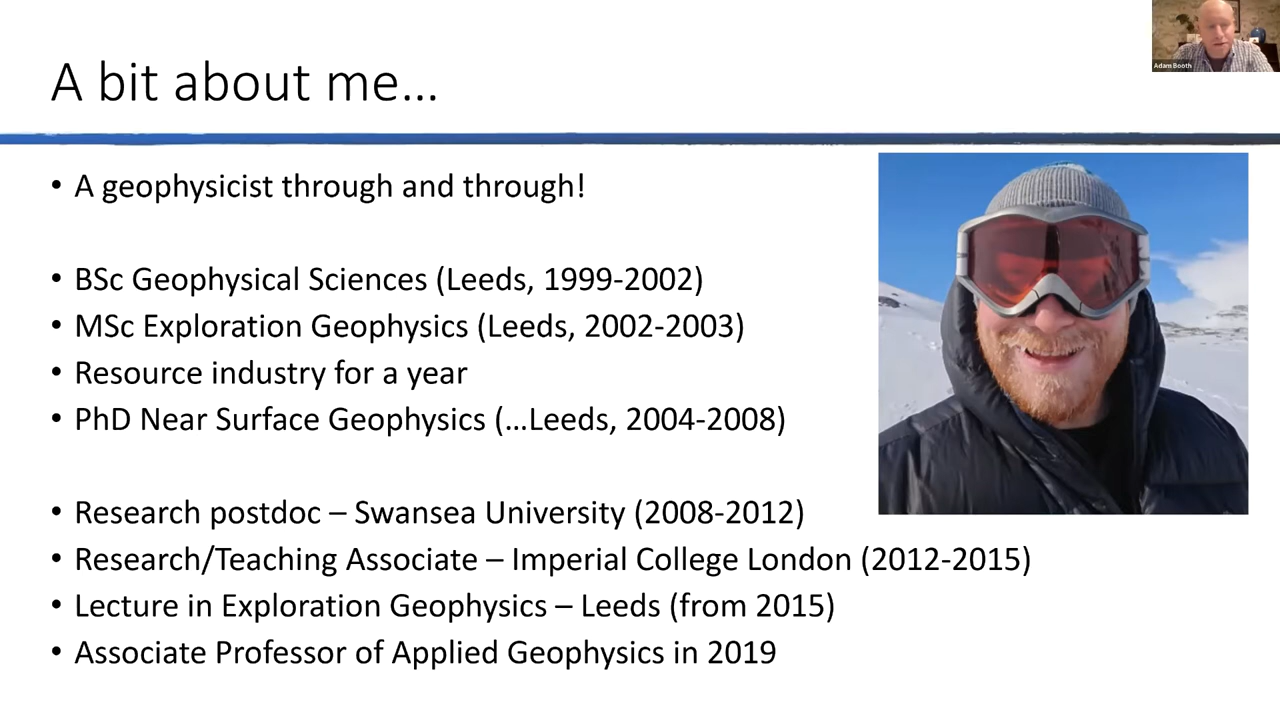 A bit about me...
Adam Booth
• A geophysicist through and through!
• BSc Geophysical Sciences (Leeds, 1999-2002)
• MSc Exploration Geophysics (Leeds, 2002-2003)
• Resource industry for a year
• PhD Near Surface Geophysics (...Leeds, 2004-2008)
• Research postdoc – Swansea University (2008-2012)
• Research/Teaching Associate – Imperial College London (2012-2015)
• Lecture in Exploration Geophysics – Leeds (from 2015)
• Associate Professor of Applied Geophysics in 2019